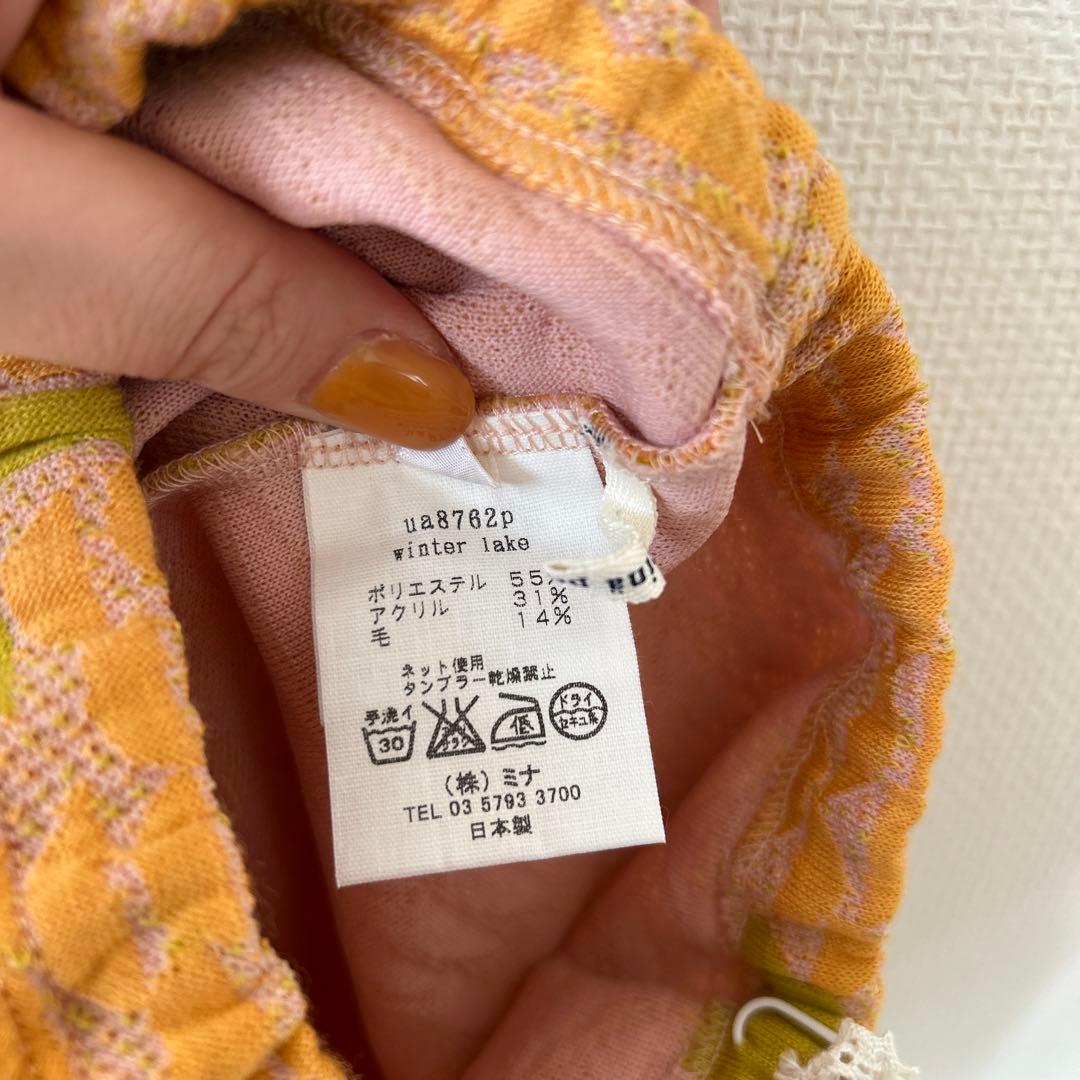 ua8762p
winter lake
ポリエステル 55%
アクリル 31%
毛 14%
ネット使用
タンブラー乾燥禁止
手洗イ
30
低
ドライ
セキユ系
(株) ミナ
TEL 03 5793 3700
日本製